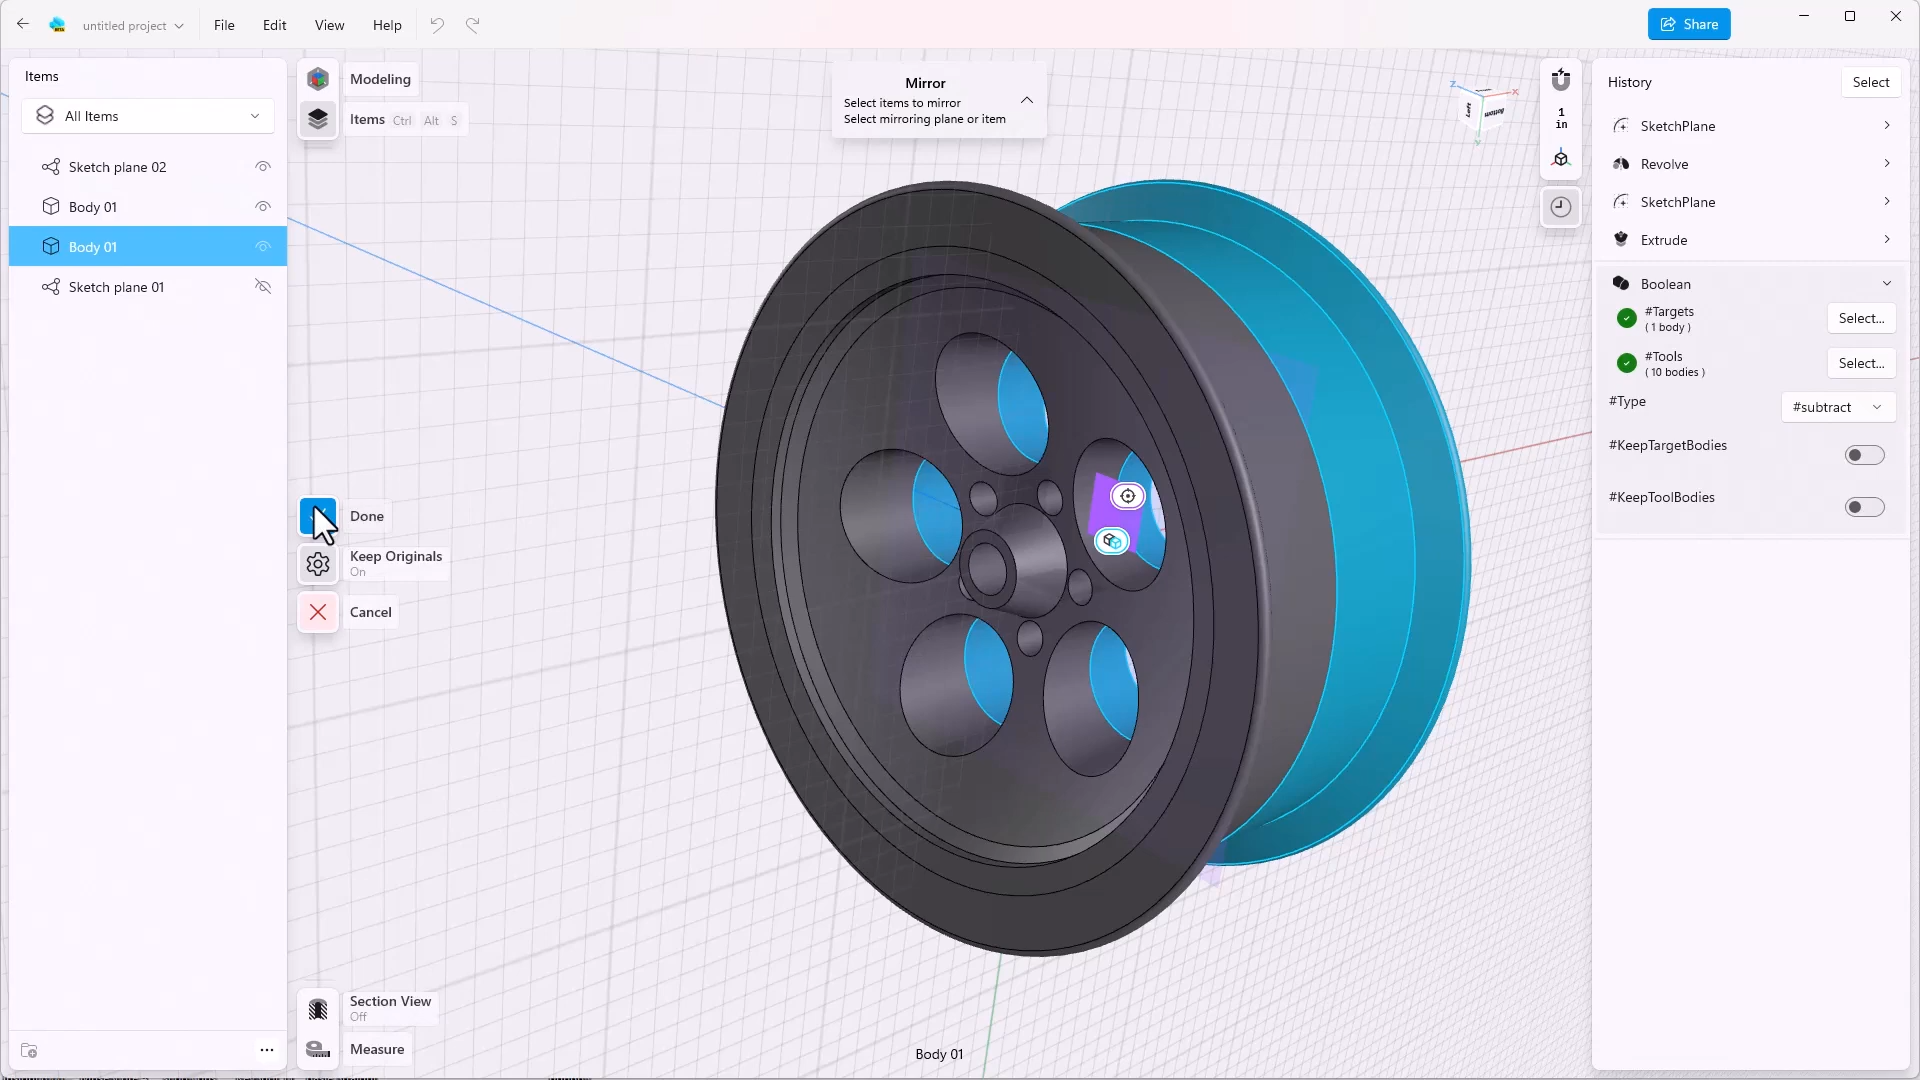 untitled project
File
Edit
View
Help
Share
Items
All Items
Sketch plane 02
Body 01
Body 01
Sketch plane 01
Modeling
Items Ctrl Alt S
Mirror
Select items to mirror
Select mirroring plane or item
Done
Keep Originals
On
Cancel
Section View
Off
Measure
Body 01
Z
X
Y
Left
Bottom
1
in
History
Select
SketchPlane
Revolve
SketchPlane
Extrude
Boolean
#Targets
( 1 body )
Select...
#Tools
( 10 bodies )
Select...
#Type
#subtract
#KeepTargetBodies
#KeepToolBodies